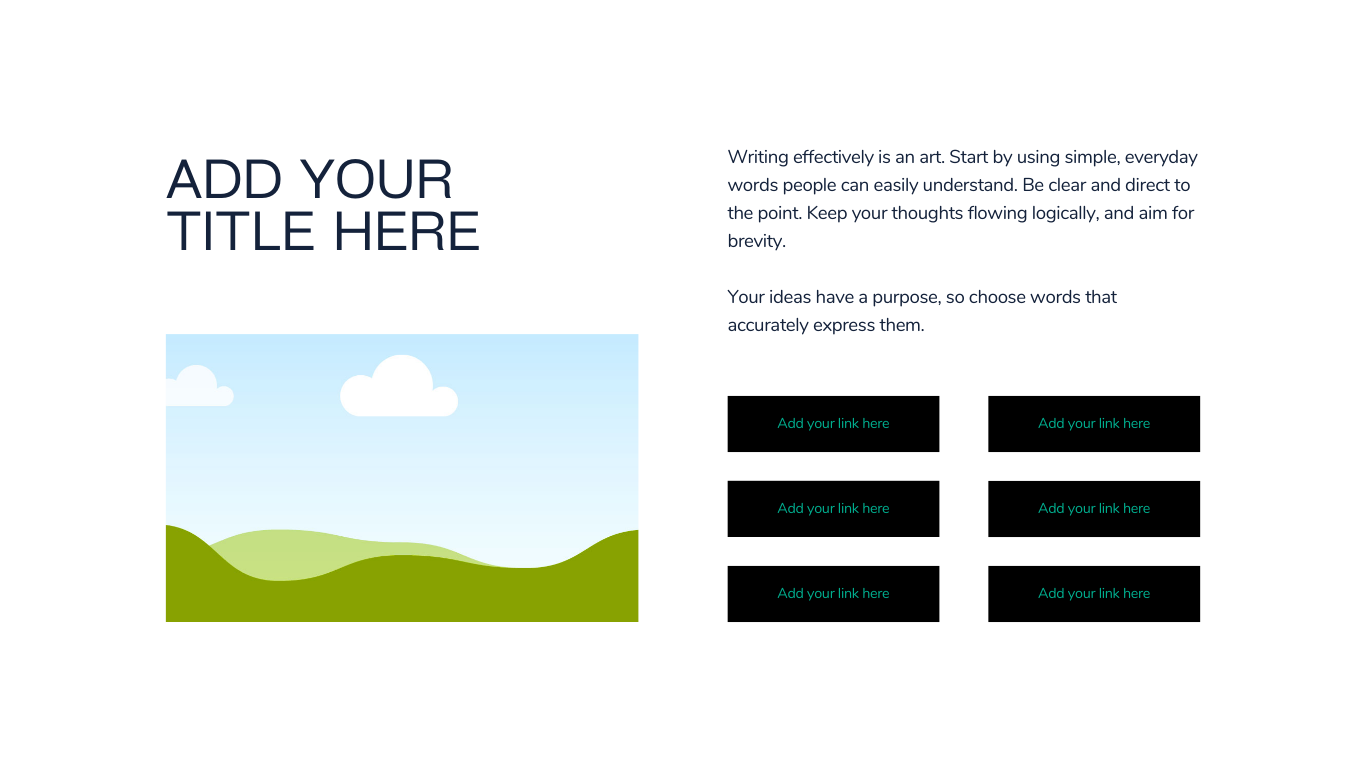 ADD YOUR
TITLE HERE
Writing effectively is an art. Start by using simple, everyday
words people can easily understand. Be clear and direct to
the point. Keep your thoughts flowing logically, and aim for
brevity.
Your ideas have a purpose, so choose words that
accurately express them.
Add your link here
Add your link here
Add your link here
Add your link here
Add your link here
Add your link here